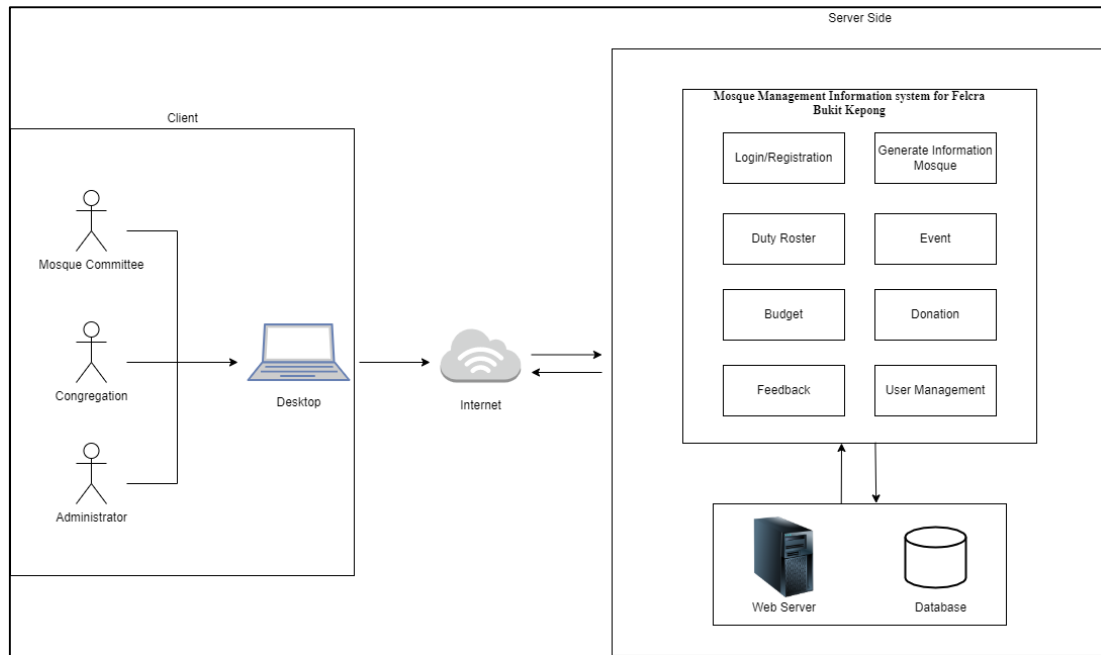 Server Side
Client
Mosque Management Information system for Felcra
Bukit Kepong
Login/Registration
Generate Information
Mosque
Duty Roster
Event
Budget
Donation
Feedback
User Management
Mosque Committee
Congregation
Administrator
Desktop
Internet
Web Server
Database